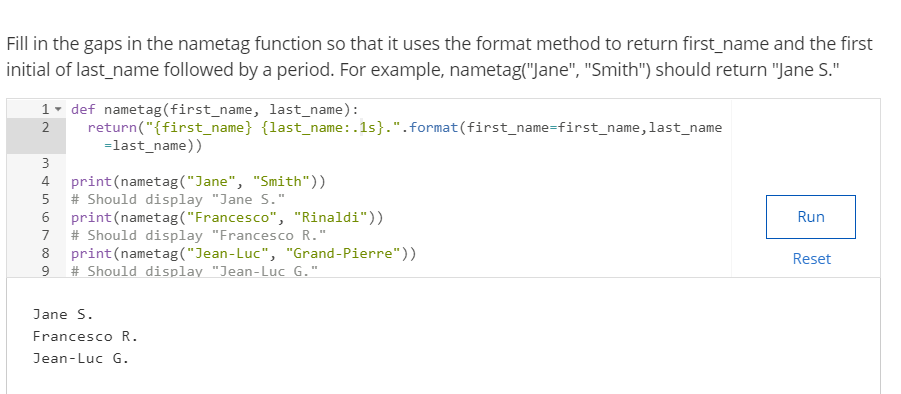 Fill in the gaps in the nametag function so that it uses the format method to return first_name and the first
initial of last_name followed by a period. For example, nametag("Jane", "Smith") should return "Jane S."
1 def nametag(first_name, last_name):
2 return("{first_name} {last_name:.1s}.".format(first_name=first_name,last_name
=last_name))
3
4 print(nametag("Jane", "Smith"))
5 # Should display "Jane S."
6 print(nametag("Francesco", "Rinaldi"))
7 # Should display "Francesco R."
8 print(nametag("Jean-Luc", "Grand-Pierre"))
9 # Should display "Jean-Luc G."
Run
Reset
Jane S.
Francesco R.
Jean-Luc G.